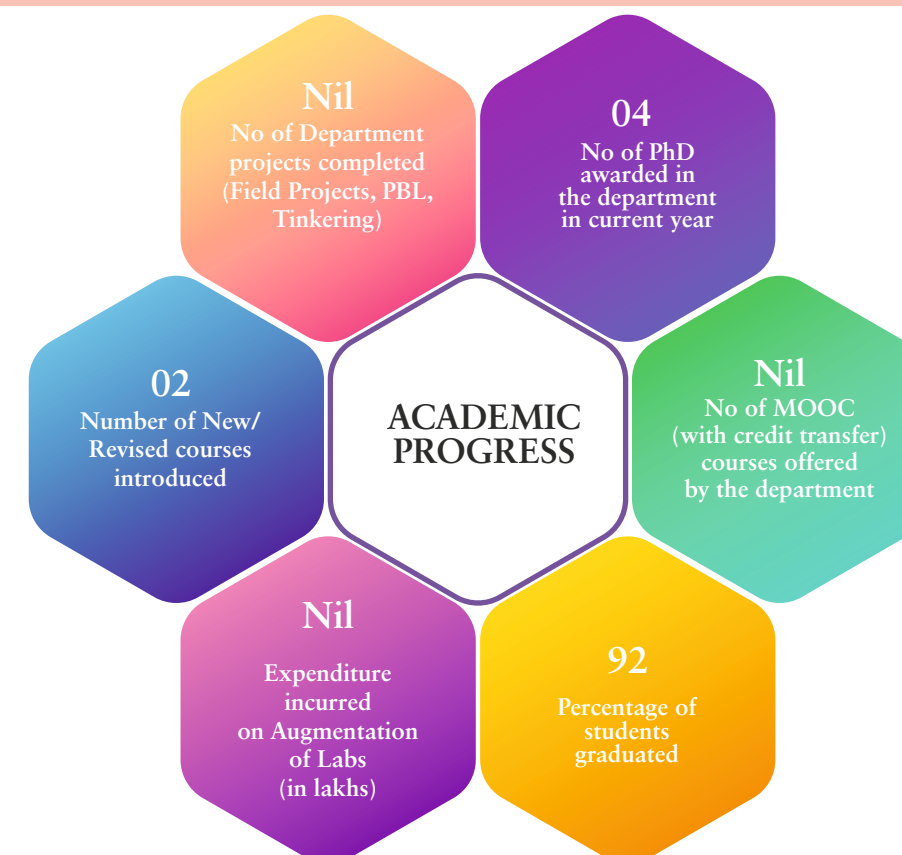 Nil
No of Department
projects completed
(Field Projects, PBL,
Tinkering)
04
No of PhD
awarded in
the department
in current year
02
Number of New/
Revised courses
introduced
ACADEMIC
PROGRESS
Nil
No of MOOC
(with credit transfer)
courses offered
by the department
Nil
Expenditure
incurred
on Augmentation
of Labs
(in lakhs)
92
Percentage of
students
graduated